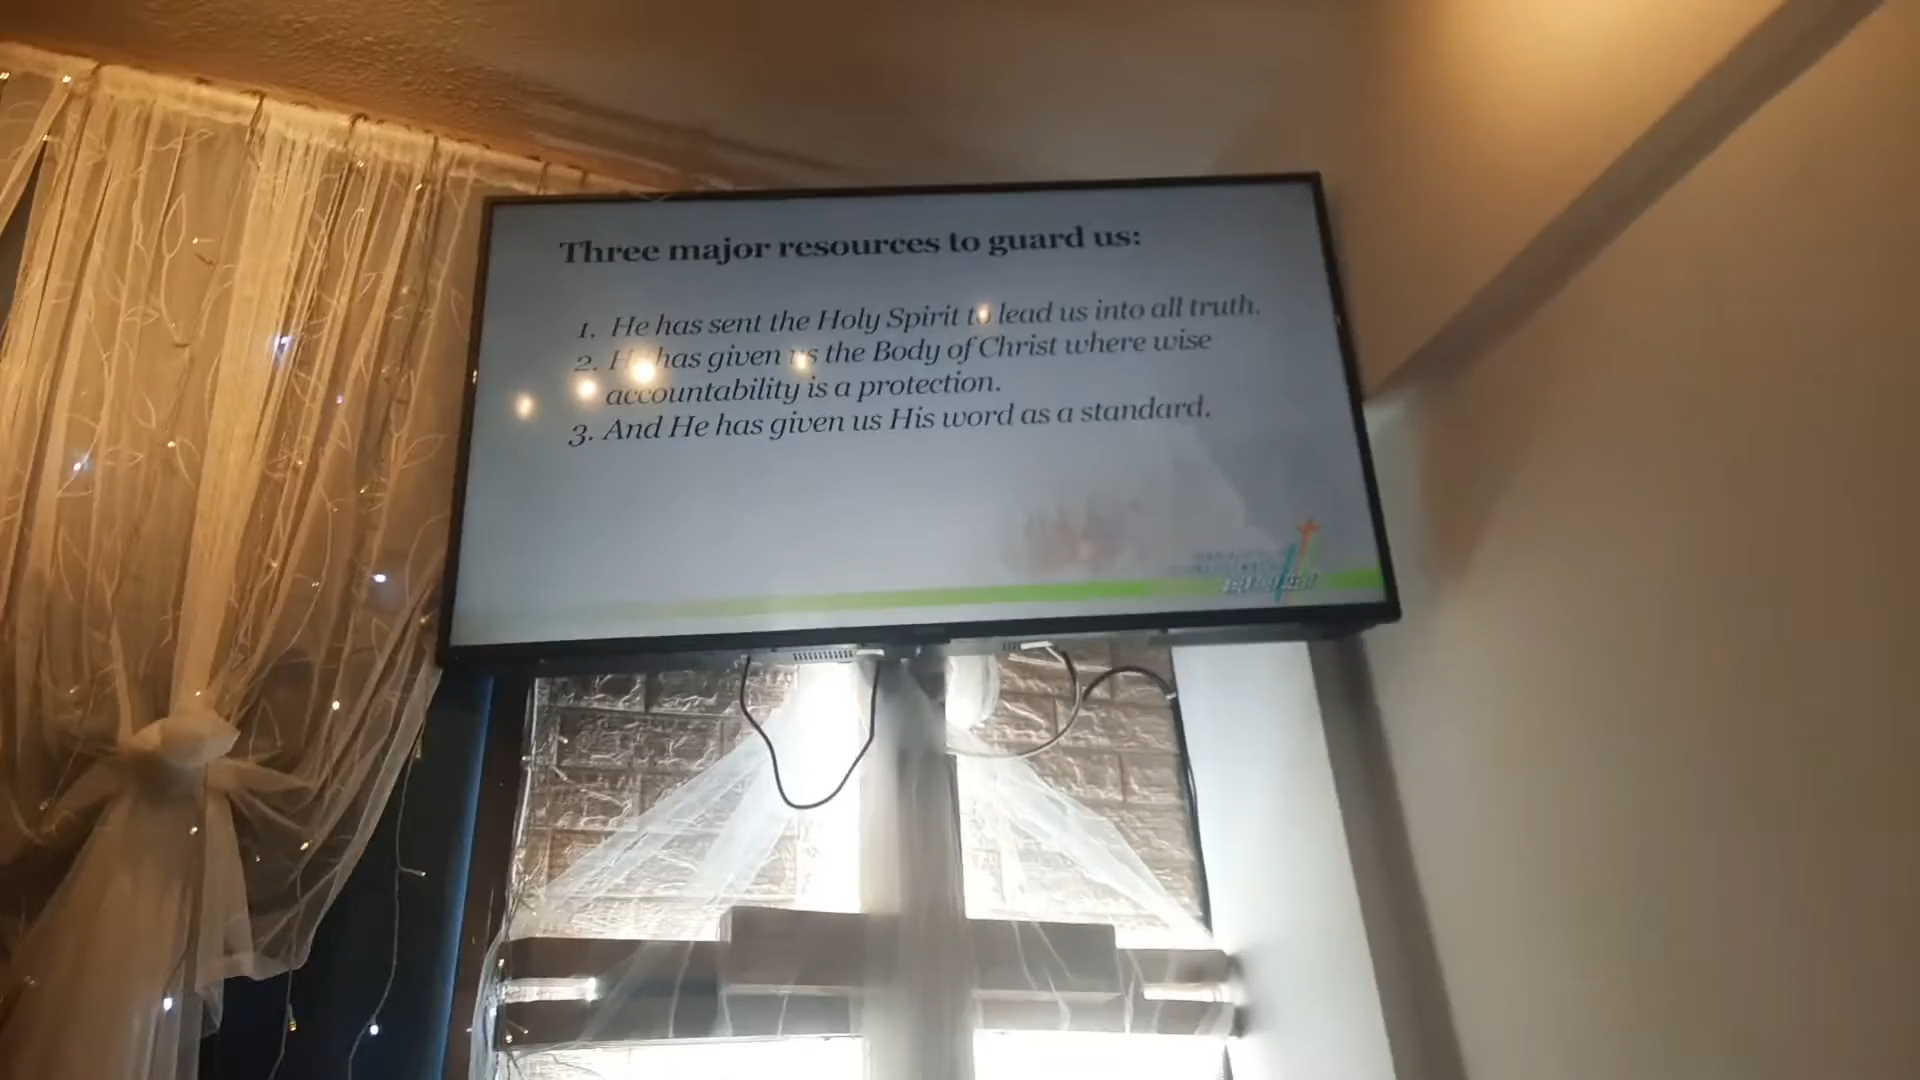 Three major resources to guard us:
1. He has sent the Holy Spirit to lead us into all truth.
2. He has given us the Body of Christ where wise
accountability is a protection.
3. And He has given us His word as a standard.